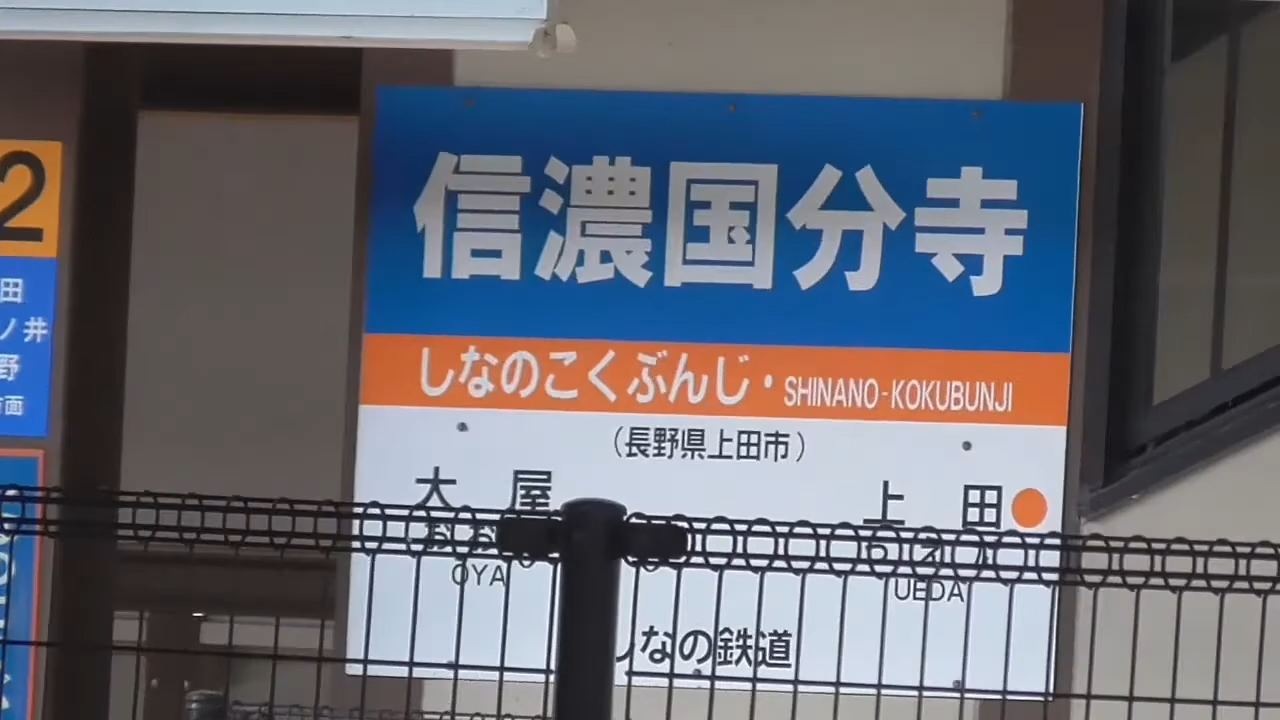 信濃国分寺
しなのこくぶんじ・SHINANO-KOKUBUNJI
（長野県上田市）
大屋 上田
OYA UEDA
しなの鉄道
2
田
ノ井
野